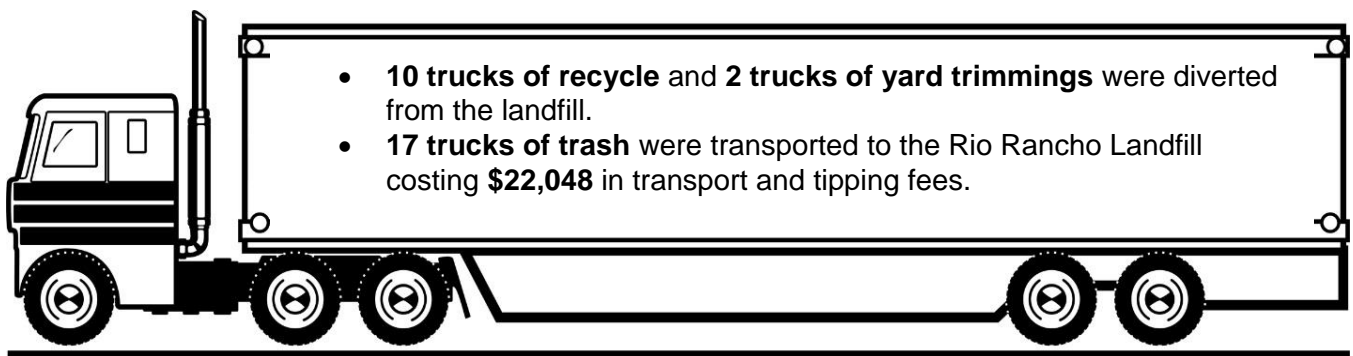 • 10 trucks of recycle and 2 trucks of yard trimmings were diverted
from the landfill.
• 17 trucks of trash were transported to the Rio Rancho Landfill
costing $22,048 in transport and tipping fees.